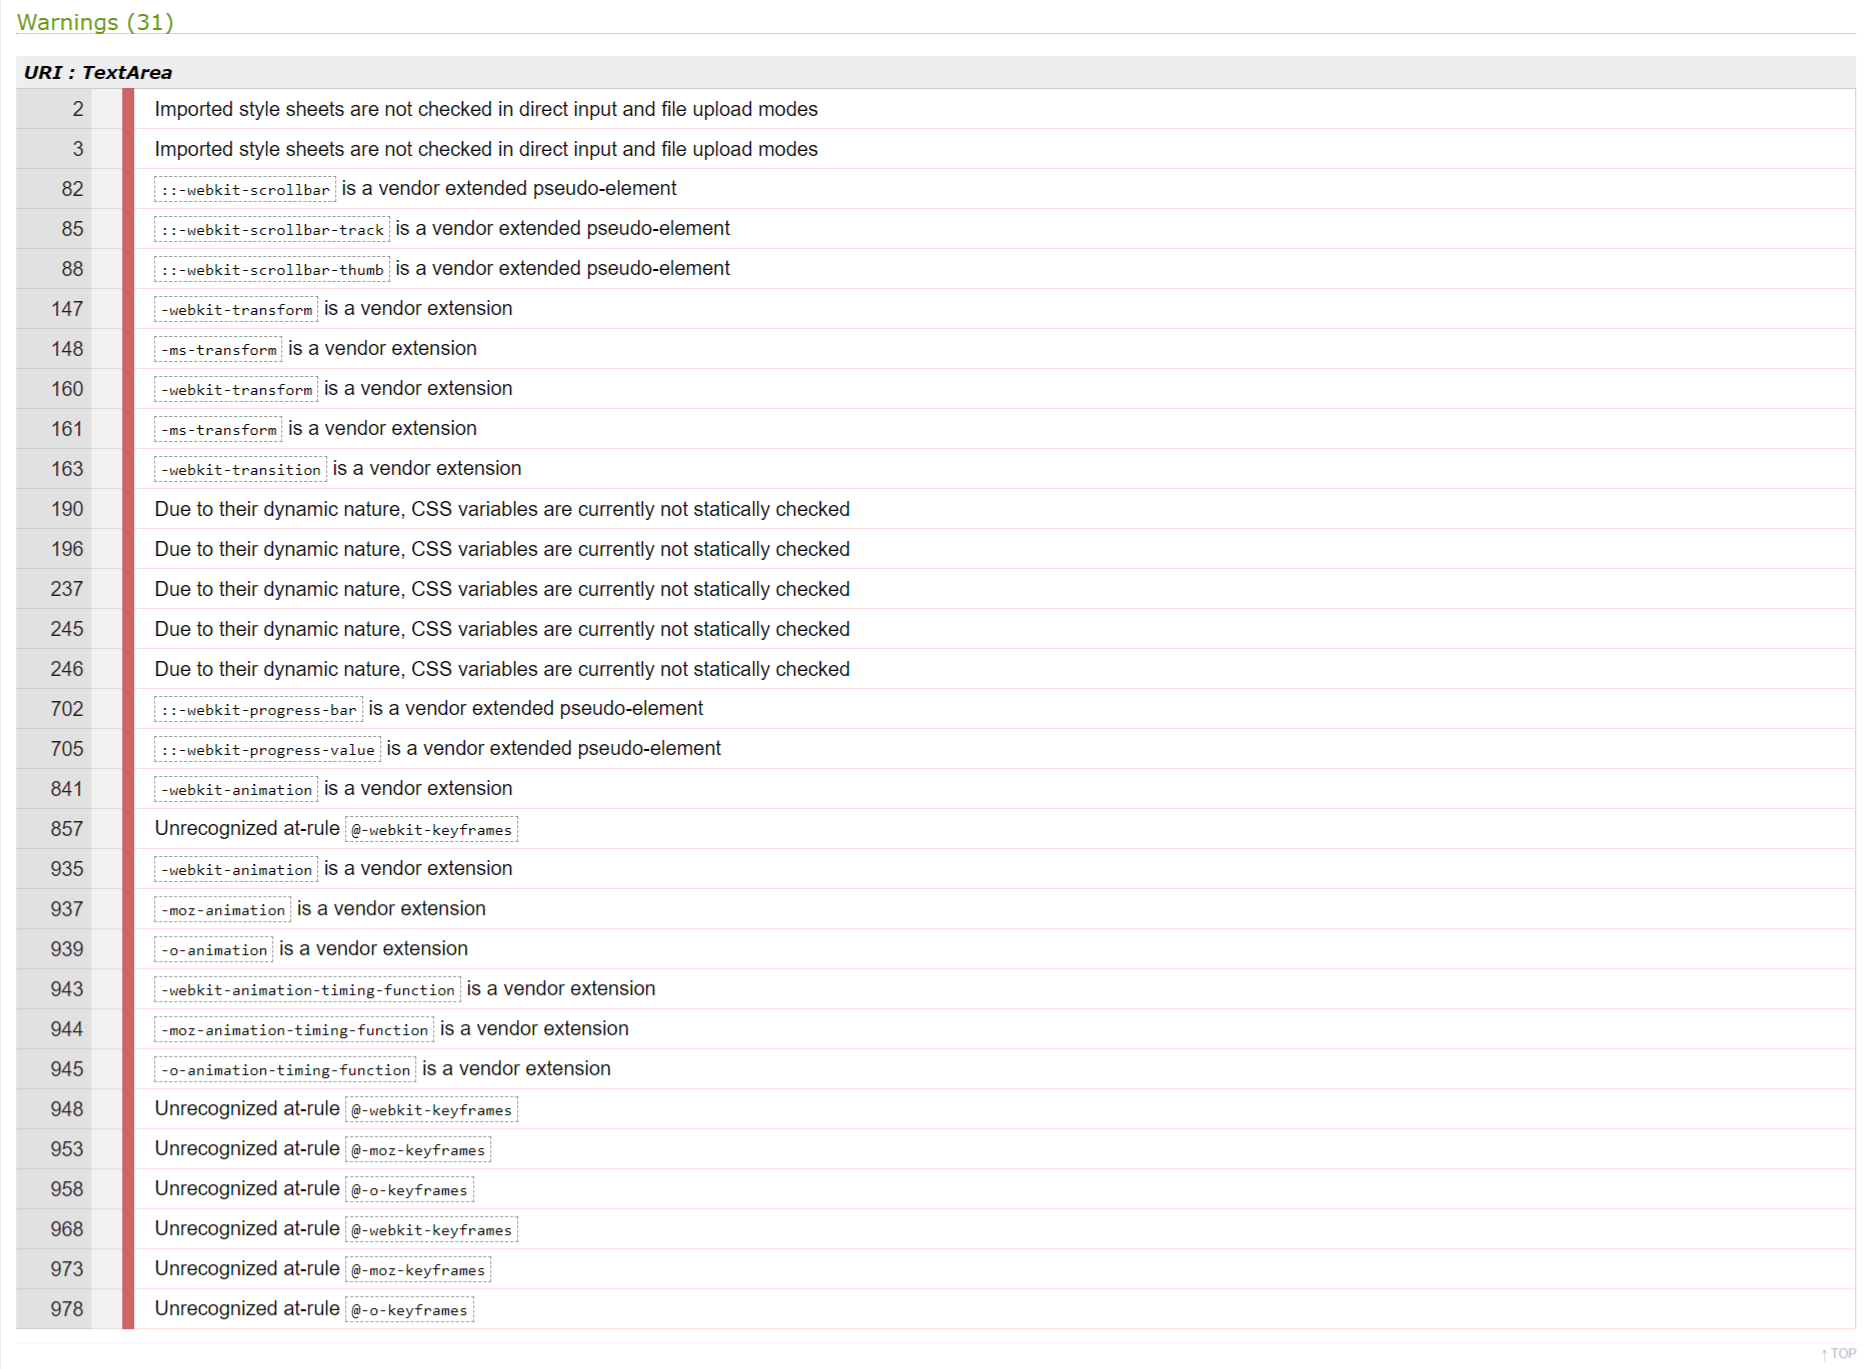 Warnings (31)
URI : TextArea
2 Imported style sheets are not checked in direct input and file upload modes
3 Imported style sheets are not checked in direct input and file upload modes
82 ::-webkit-scrollbar is a vendor extended pseudo-element
85 ::-webkit-scrollbar-track is a vendor extended pseudo-element
88 ::-webkit-scrollbar-thumb is a vendor extended pseudo-element
147 -webkit-transform is a vendor extension
148 -ms-transform is a vendor extension
160 -webkit-transform is a vendor extension
161 -ms-transform is a vendor extension
163 -webkit-transition is a vendor extension
190 Due to their dynamic nature, CSS variables are currently not statically checked
196 Due to their dynamic nature, CSS variables are currently not statically checked
237 Due to their dynamic nature, CSS variables are currently not statically checked
245 Due to their dynamic nature, CSS variables are currently not statically checked
246 Due to their dynamic nature, CSS variables are currently not statically checked
702 ::-webkit-progress-bar is a vendor extended pseudo-element
705 ::-webkit-progress-value is a vendor extended pseudo-element
841 -webkit-animation is a vendor extension
857 Unrecognized at-rule @-webkit-keyframes
935 -webkit-animation is a vendor extension
937 -moz-animation is a vendor extension
939 -o-animation is a vendor extension
943 -webkit-animation-timing-function is a vendor extension
944 -moz-animation-timing-function is a vendor extension
945 -o-animation-timing-function is a vendor extension
948 Unrecognized at-rule @-webkit-keyframes
953 Unrecognized at-rule @-moz-keyframes
958 Unrecognized at-rule @-o-keyframes
968 Unrecognized at-rule @-webkit-keyframes
973 Unrecognized at-rule @-moz-keyframes
978 Unrecognized at-rule @-o-keyframes
↑ TOP